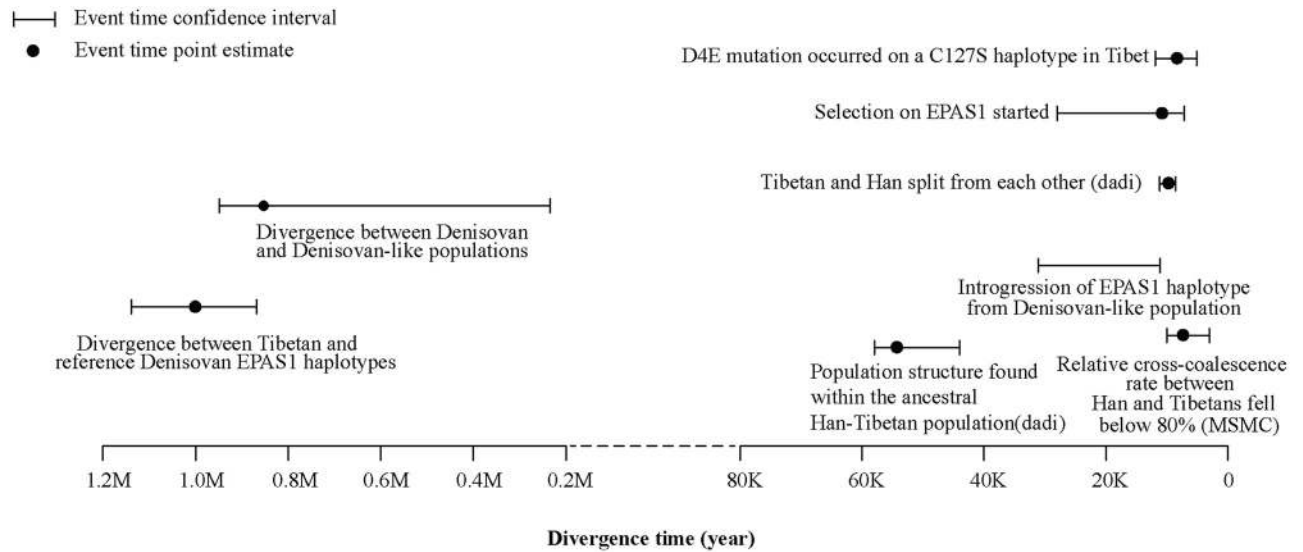 Event time confidence interval
Event time point estimate
D4E mutation occurred on a C127S haplotype in Tibet
Selection on EPAS1 started
Tibetan and Han split from each other (dadi)
Divergence between Denisovan
and Denisovan-like populations
Introgression of EPAS1 haplotype
from Denisovan-like population
Divergence between Tibetan and
reference Denisovan EPAS1 haplotypes
Population structure found
within the ancestral
Han-Tibetan population(dadi)
Relative cross-coalescence
rate between
Han and Tibetans fell
below 80% (MSMC)
1.2M 1.0M 0.8M 0.6M 0.4M 0.2M 80K 60K 40K 20K 0
Divergence time (year)